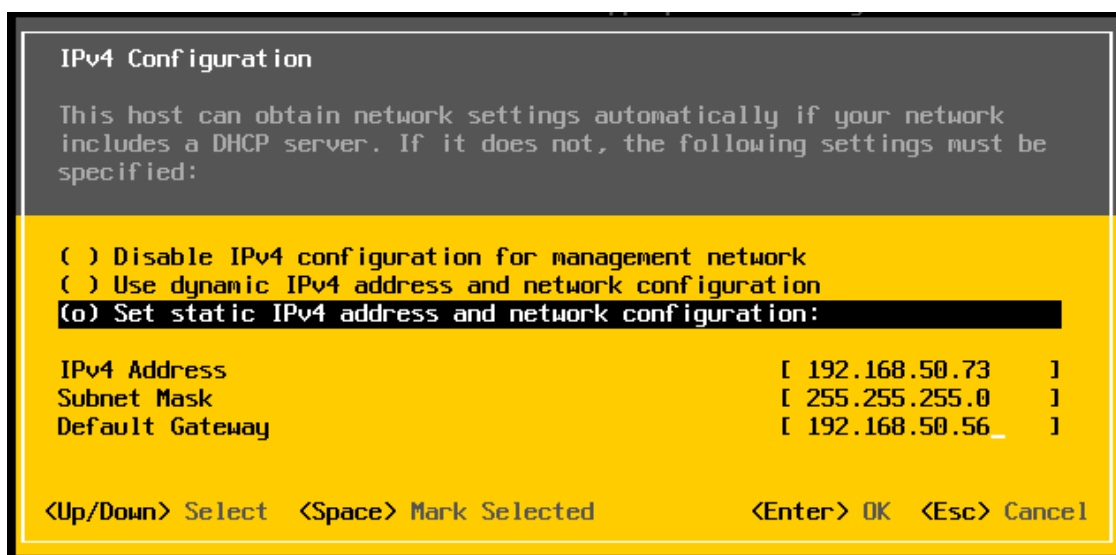 IPv4 Configuration
This host can obtain network settings automatically if your network
includes a DHCP server. If it does not, the following settings must be
specified:
( ) Disable IPv4 configuration for management network
( ) Use dynamic IPv4 address and network configuration
(o) Set static IPv4 address and network configuration:
IPv4 Address [ 192.168.50.73 ]
Subnet Mask [ 255.255.255.0 ]
Default Gateway [ 192.168.50.56_ ]
<Up/Down> Select <Space> Mark Selected <Enter> OK <Esc> Cancel